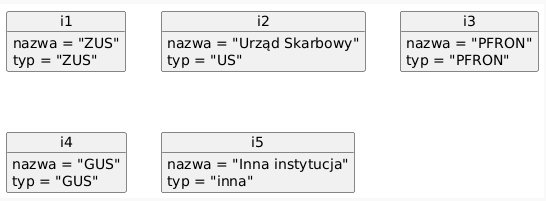 i1
nazwa = "ZUS"
typ = "ZUS"
i2
nazwa = "Urząd Skarbowy"
typ = "US"
i3
nazwa = "PFRON"
typ = "PFRON"
i4
nazwa = "GUS"
typ = "GUS"
i5
nazwa = "Inna instytucja"
typ = "inna"